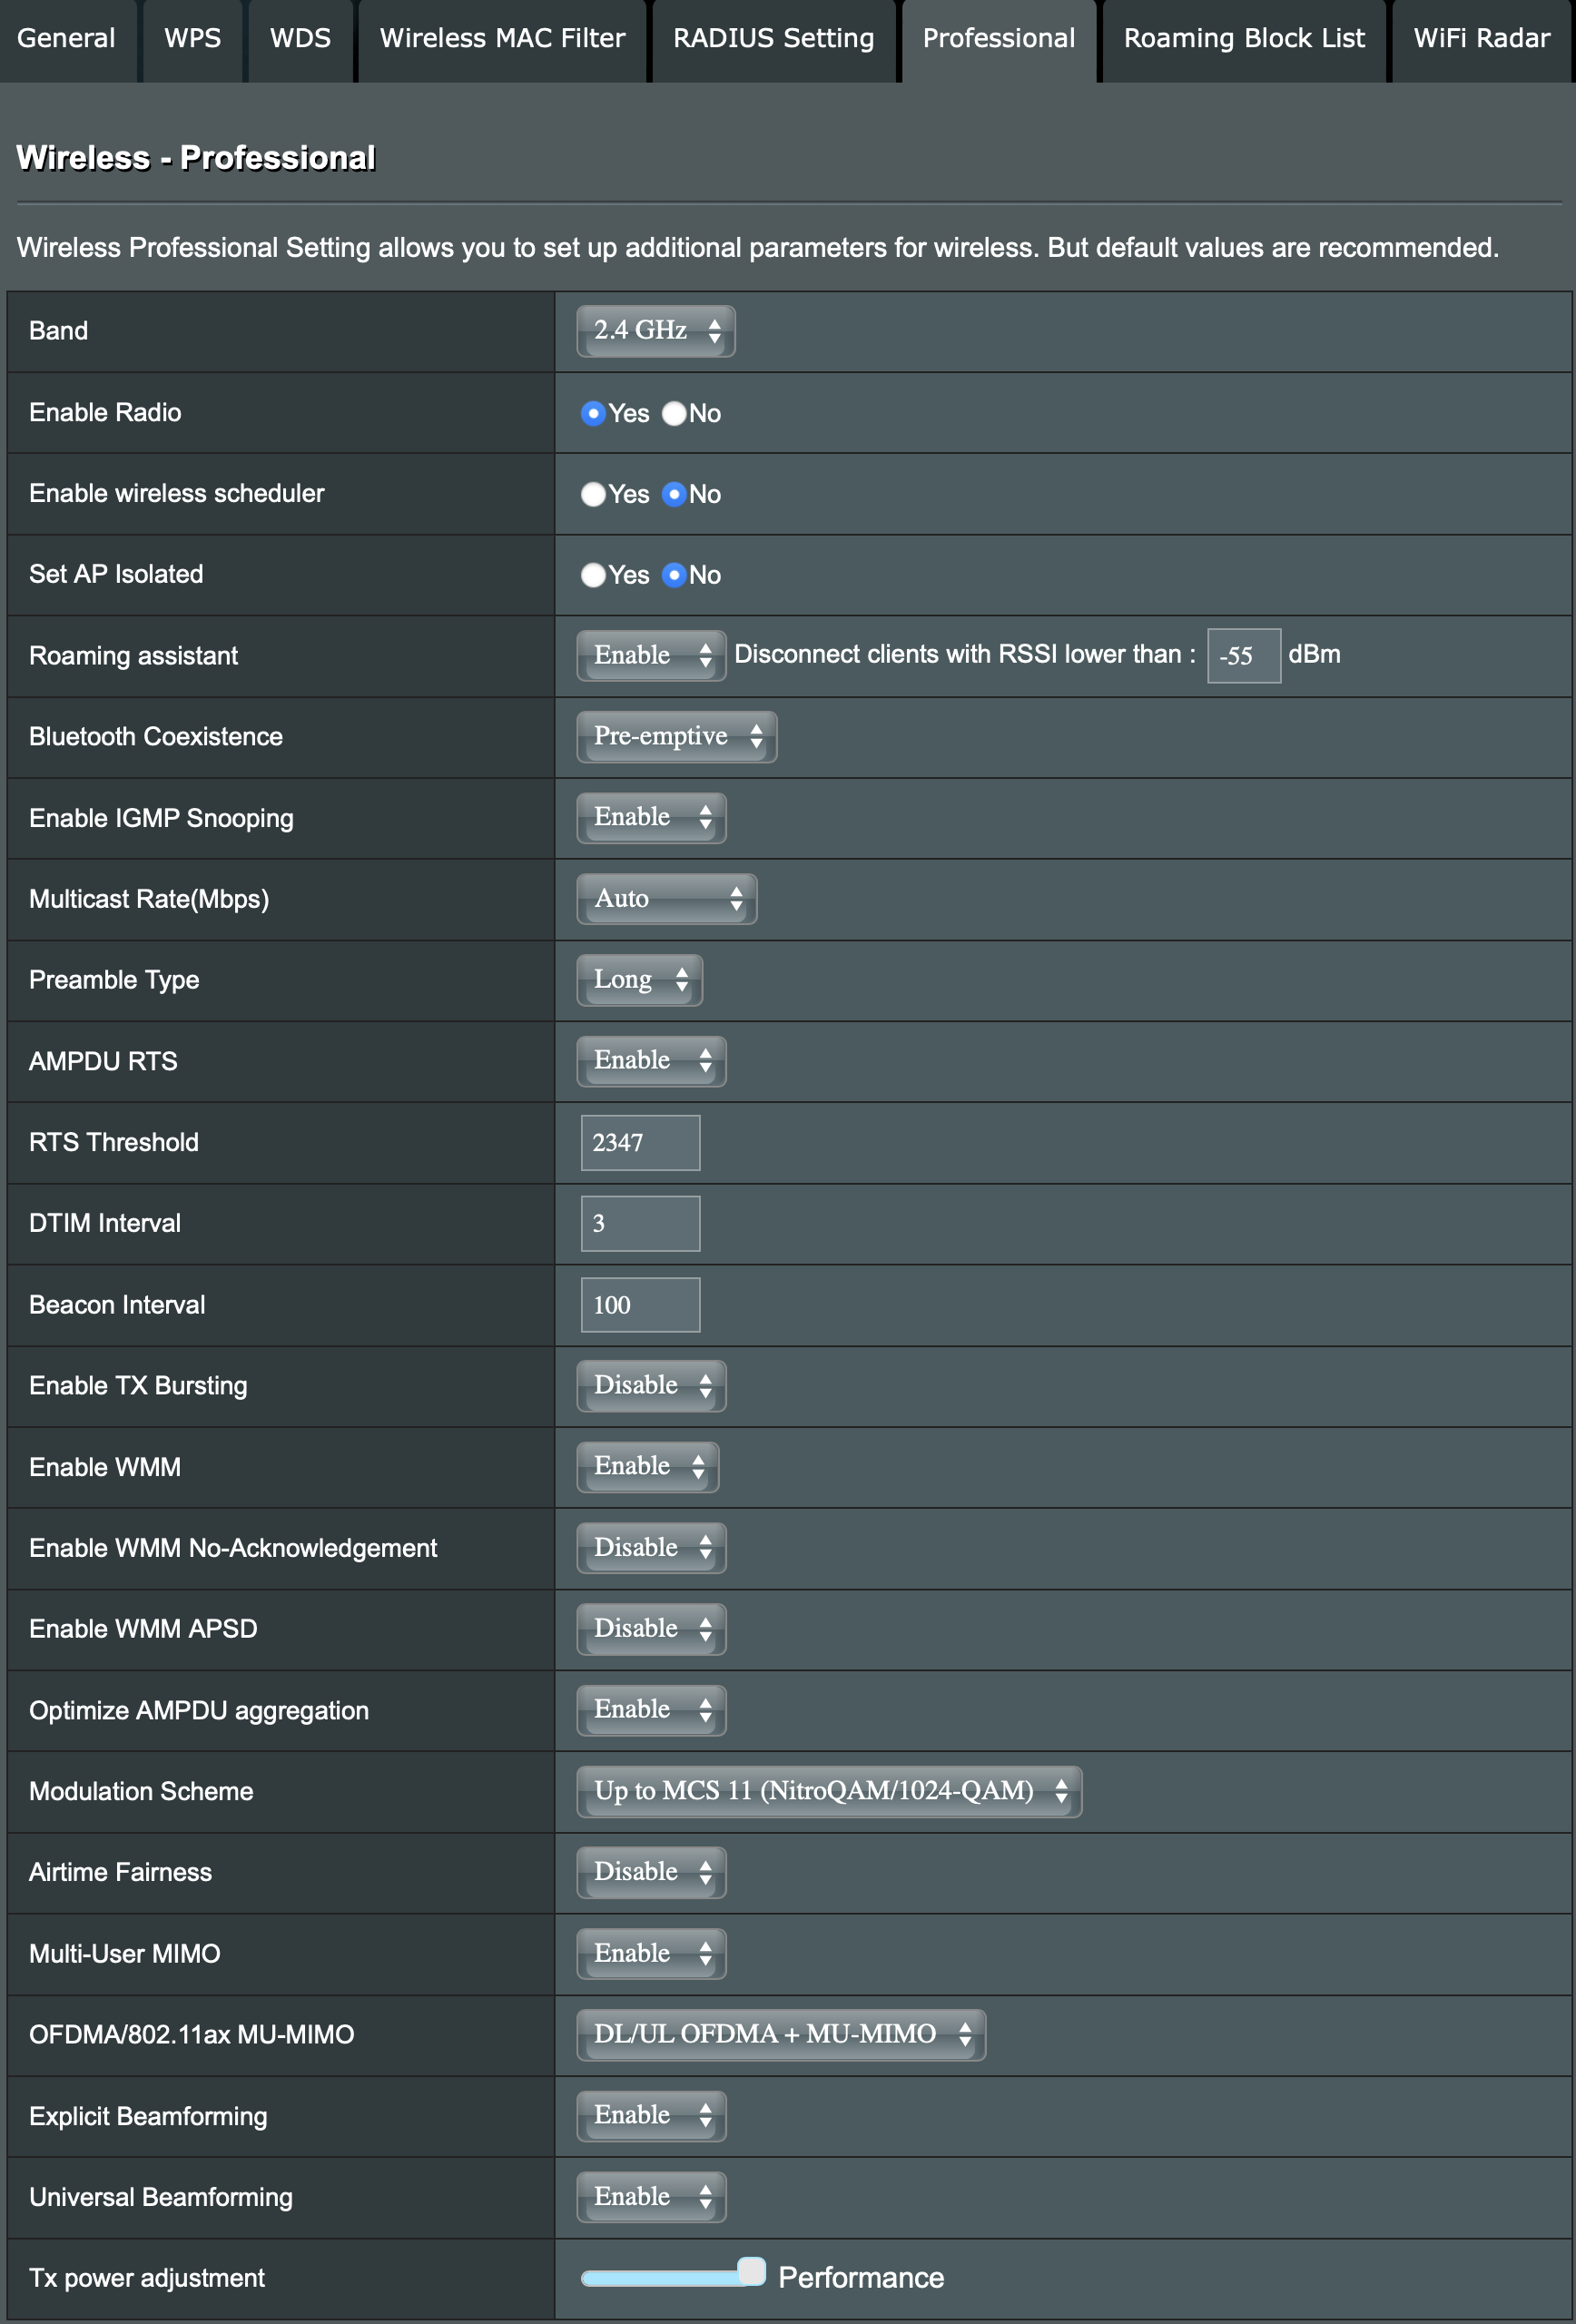 General WPS WDS Wireless MAC Filter RADIUS Setting Professional Roaming Block List WiFi Radar
Wireless - Professional
Wireless Professional Setting allows you to set up additional parameters for wireless. But default values are recommended.
Band 2.4 GHz
Enable Radio Yes No
Enable wireless scheduler Yes No
Set AP Isolated Yes No
Roaming assistant Enable Disconnect clients with RSSI lower than : -55 dBm
Bluetooth Coexistence Pre-emptive
Enable IGMP Snooping Enable
Multicast Rate(Mbps) Auto
Preamble Type Long
AMPDU RTS Enable
RTS Threshold 2347
DTIM Interval 3
Beacon Interval 100
Enable TX Bursting Disable
Enable WMM Enable
Enable WMM No-Acknowledgement Disable
Enable WMM APSD Disable
Optimize AMPDU aggregation Enable
Modulation Scheme Up to MCS 11 (NitroQAM/1024-QAM)
Airtime Fairness Disable
Multi-User MIMO Enable
OFDMA/802.11ax MU-MIMO DL/UL OFDMA + MU-MIMO
Explicit Beamforming Enable
Universal Beamforming Enable
Tx power adjustment Performance